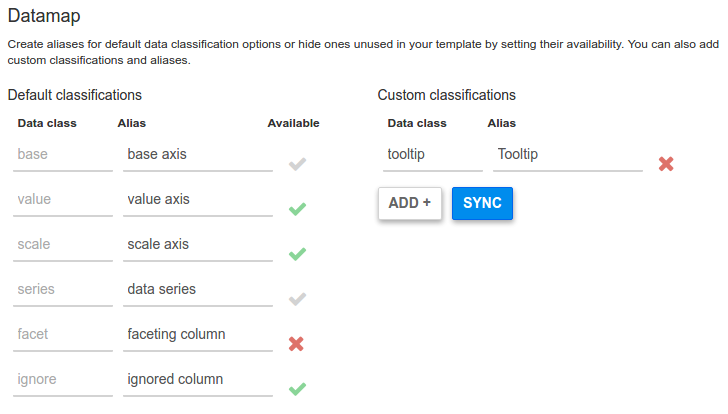 Datamap
Create aliases for default data classification options or hide ones unused in your template by setting their availability. You can also add
custom classifications and aliases.
Default classifications
Data class Alias Available
base base axis
value value axis
scale scale axis
series data series
facet faceting column
ignore ignored column
Custom classifications
Data class Alias
tooltip Tooltip
ADD + SYNC